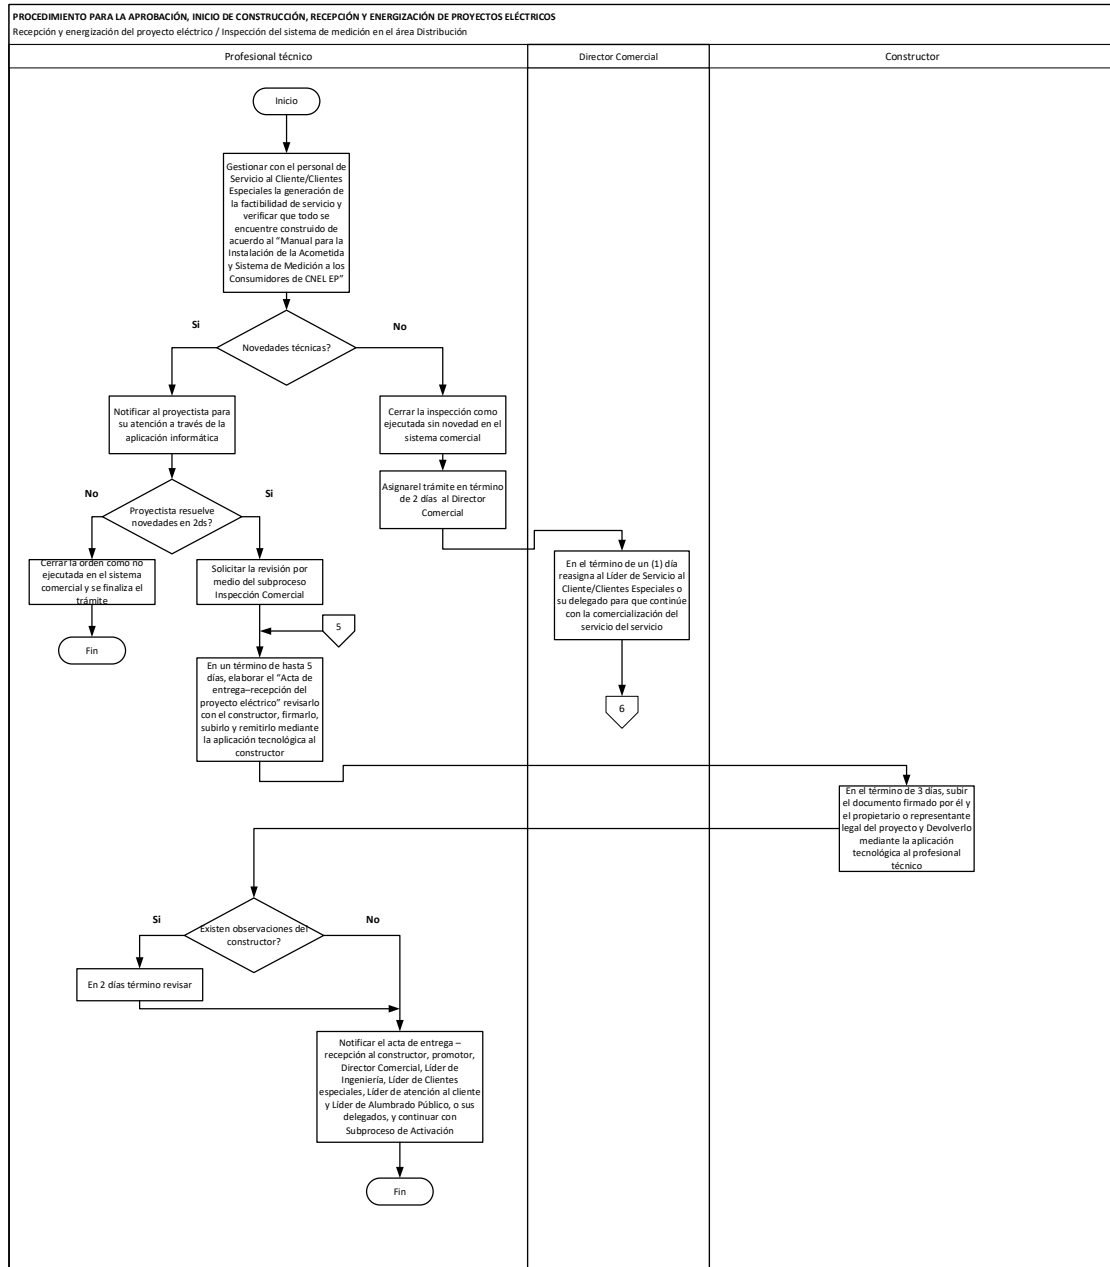 PROCEDIMIENTO PARA LA APROBACIÓN, INICIO DE CONSTRUCCIÓN, RECEPCIÓN Y ENERGIZACIÓN DE PROYECTOS ELÉCTRICOS
Recepción y energización del proyecto eléctrico / Inspección del sistema de medición en el área Distribución
Profesional técnico
Director Comercial
Constructor
Inicio
Gestionar con el personal de
Servicio al Cliente/Clientes
Especiales la generación de
la factibilidad de servicio y
verificar que todo se
encuentre construido de
acuerdo al “Manual para la
Instalación de la Acometida
y Sistema de Medición a los
Consumidores de CNEL EP”
Si
No
Novedades técnicas?
Notificar al proyectista para
su atención a través de la
aplicación informática
Cerrar la inspección como
ejecutada sin novedad en el
sistema comercial
Asignarel trámite en término
de 2 días al Director
Comercial
No
Si
Proyectista resuelve
novedades en 2ds?
Cerrar la orden como no
ejecutada en el sistema
comercial y se finaliza el
trámite
Solicitar la revisión por
medio del subproceso
Inspección Comercial
En el término de un (1) día
reasigna al Líder de Servicio al
Cliente/Clientes Especiales o
su delegado para que continúe
con la comercialización del
servicio del servicio
5
Fin
En un término de hasta 5
días, elaborar el “Acta de
entrega–recepción del
proyecto eléctrico” revisarlo
con el constructor, firmarlo,
subirlo y remitirlo mediante
la aplicación tecnológica al
constructor
6
En el término de 3 días, subir
el documento firmado por él y
el propietario o representante
legal del proyecto y Devolverlo
mediante la aplicación
tecnológica al profesional
técnico
Si
No
Existen observaciones del
constructor?
En 2 días término revisar
Notificar el acta de entrega –
recepción al constructor, promotor,
Director Comercial, Líder de
Ingeniería, Líder de Clientes
especiales, Líder de atención al cliente
y Líder de Alumbrado Público, o sus
delegados, y continuar con
Subproceso de Activación
Fin